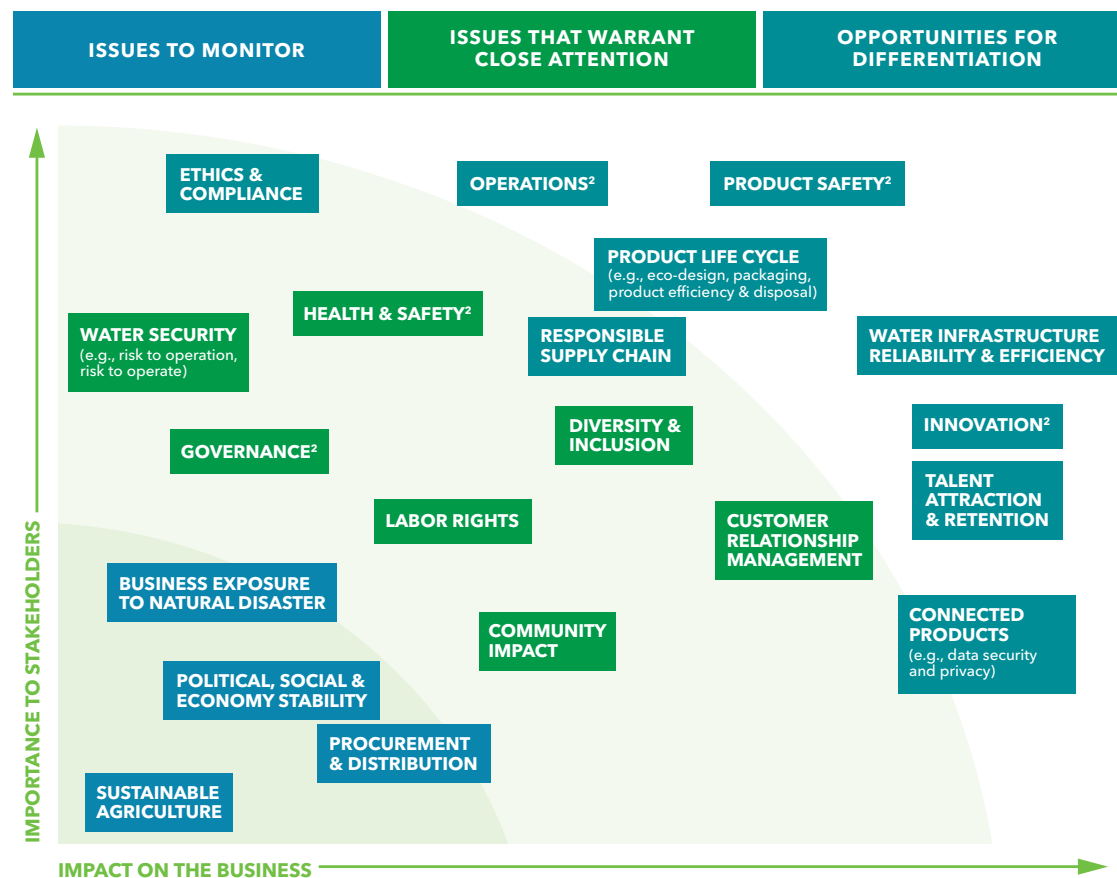 ISSUES TO MONITOR
ISSUES THAT WARRANT
CLOSE ATTENTION
OPPORTUNITIES FOR
DIFFERENTIATION
IMPORTANCE TO STAKEHOLDERS
ETHICS &
COMPLIANCE
OPERATIONS²
PRODUCT SAFETY²
PRODUCT LIFE CYCLE
(e.g., eco-design, packaging,
product efficiency & disposal)
HEALTH & SAFETY²
WATER SECURITY
(e.g., risk to operation,
risk to operate)
RESPONSIBLE
SUPPLY CHAIN
WATER INFRASTRUCTURE
RELIABILITY & EFFICIENCY
DIVERSITY &
INCLUSION
INNOVATION²
GOVERNANCE²
TALENT
ATTRACTION
& RETENTION
LABOR RIGHTS
CUSTOMER
RELATIONSHIP
MANAGEMENT
BUSINESS EXPOSURE
TO NATURAL DISASTER
COMMUNITY
IMPACT
CONNECTED
PRODUCTS
(e.g., data security
and privacy)
POLITICAL, SOCIAL &
ECONOMY STABILITY
PROCUREMENT
& DISTRIBUTION
SUSTAINABLE
AGRICULTURE
IMPACT ON THE BUSINESS